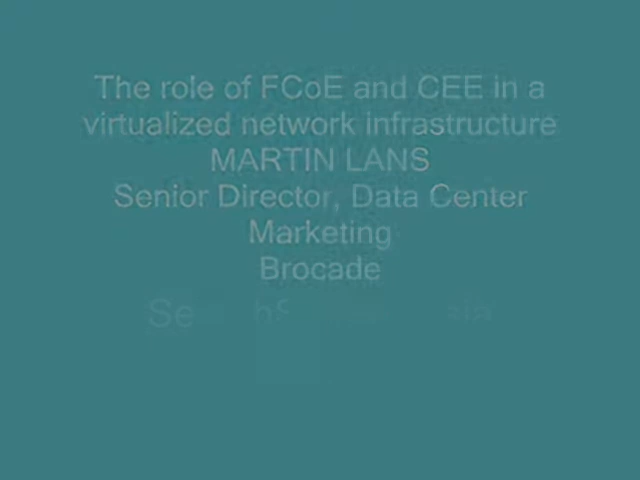 The role of FCoE and CEE in a
virtualized network infrastructure
MARTIN LANS
Senior Director, Data Center
Marketing
Brocade